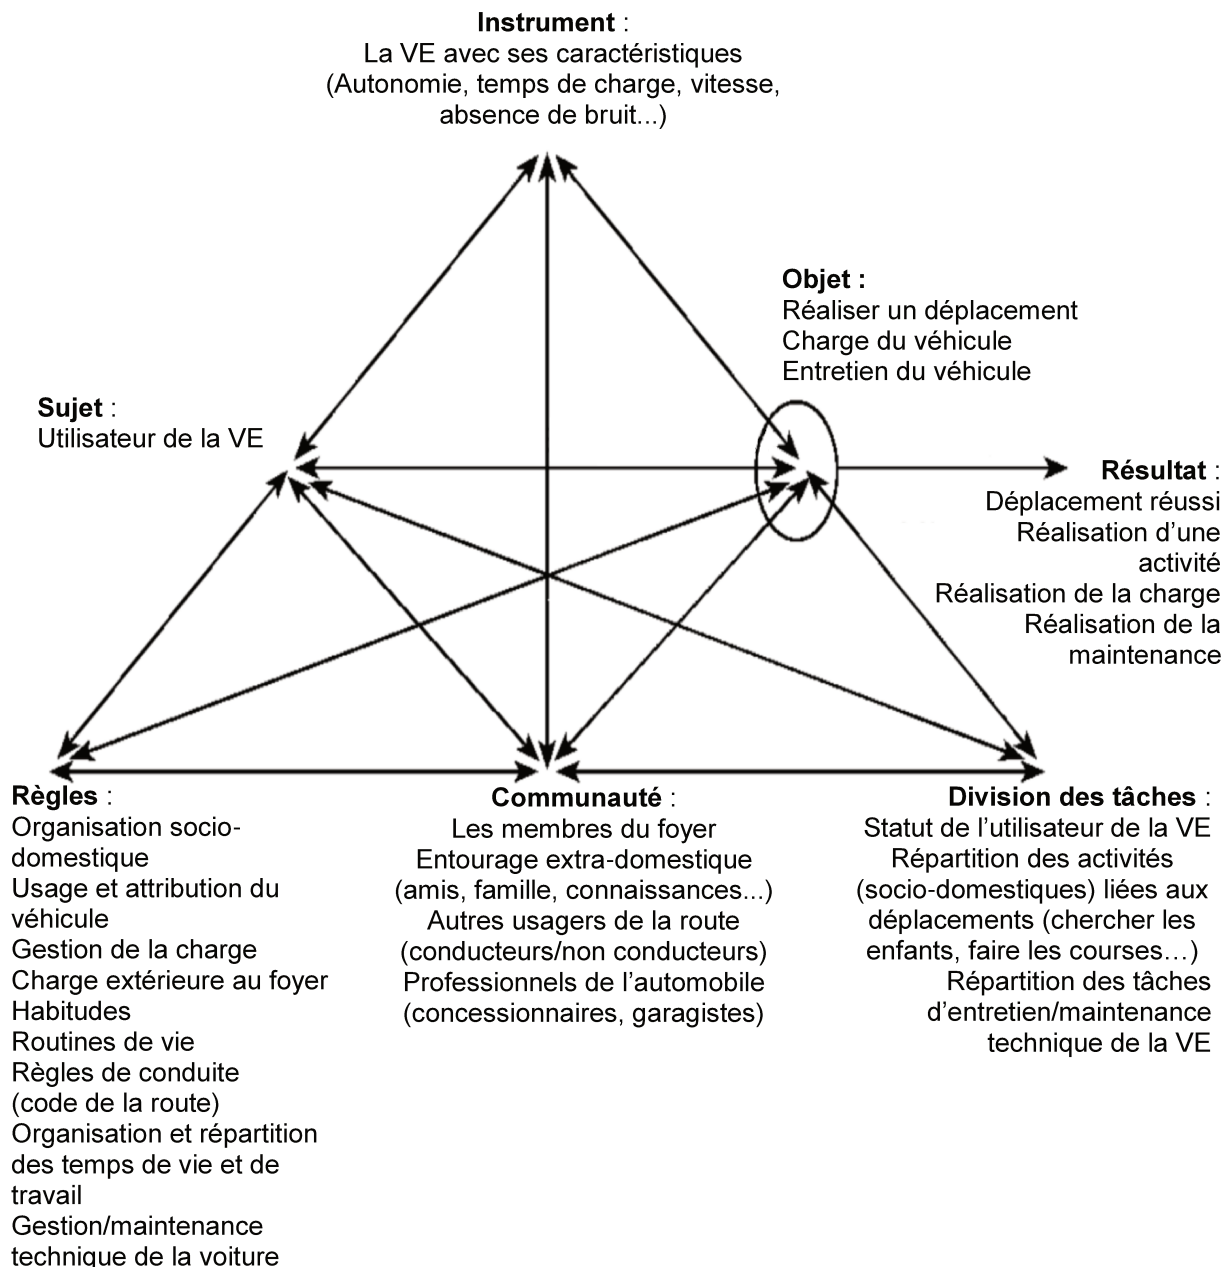 Instrument :
La VE avec ses caractéristiques
(Autonomie, temps de charge, vitesse,
absence de bruit...)
Objet :
Réaliser un déplacement
Charge du véhicule
Entretien du véhicule
Sujet :
Utilisateur de la VE
Résultat :
Déplacement réussi
Réalisation d’une
activité
Réalisation de la charge
Réalisation de la
maintenance
Règles :
Organisation socio-
domestique
Usage et attribution du
véhicule
Gestion de la charge
Charge extérieure au foyer
Habitudes
Routines de vie
Règles de conduite
(code de la route)
Organisation et répartition
des temps de vie et de
travail
Gestion/maintenance
technique de la voiture
Communauté :
Les membres du foyer
Entourage extra-domestique
(amis, famille, connaissances...)
Autres usagers de la route
(conducteurs/non conducteurs)
Professionnels de l’automobile
(concessionnaires, garagistes)
Division des tâches :
Statut de l’utilisateur de la VE
Répartition des activités
(socio-domestiques) liées aux
déplacements (chercher les
enfants, faire les courses…)
Répartition des tâches
d’entretien/maintenance
technique de la VE